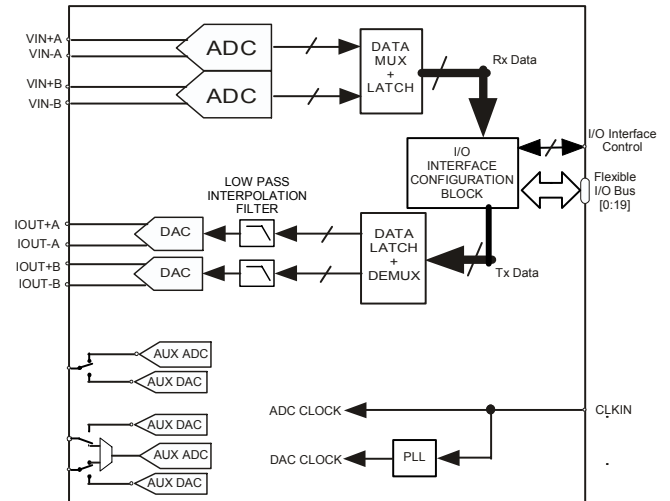 VIN+A
VIN-A
ADC
VIN+B
VIN-B
ADC
DATA
MUX
+
LATCH
Rx Data
I/O Interface
Control
I/O
INTERFACE
CONFIGURATION
BLOCK
Flexible
I/O Bus
[0:19]
LOW PASS
INTERPOLATION
FILTER
IOUT+A
IOUT-A
DAC
IOUT+B
IOUT-B
DAC
DATA
LATCH
+
DEMUX
Tx Data
AUX ADC
AUX DAC
AUX DAC
AUX ADC
AUX DAC
ADC CLOCK
CLKIN
DAC CLOCK
PLL